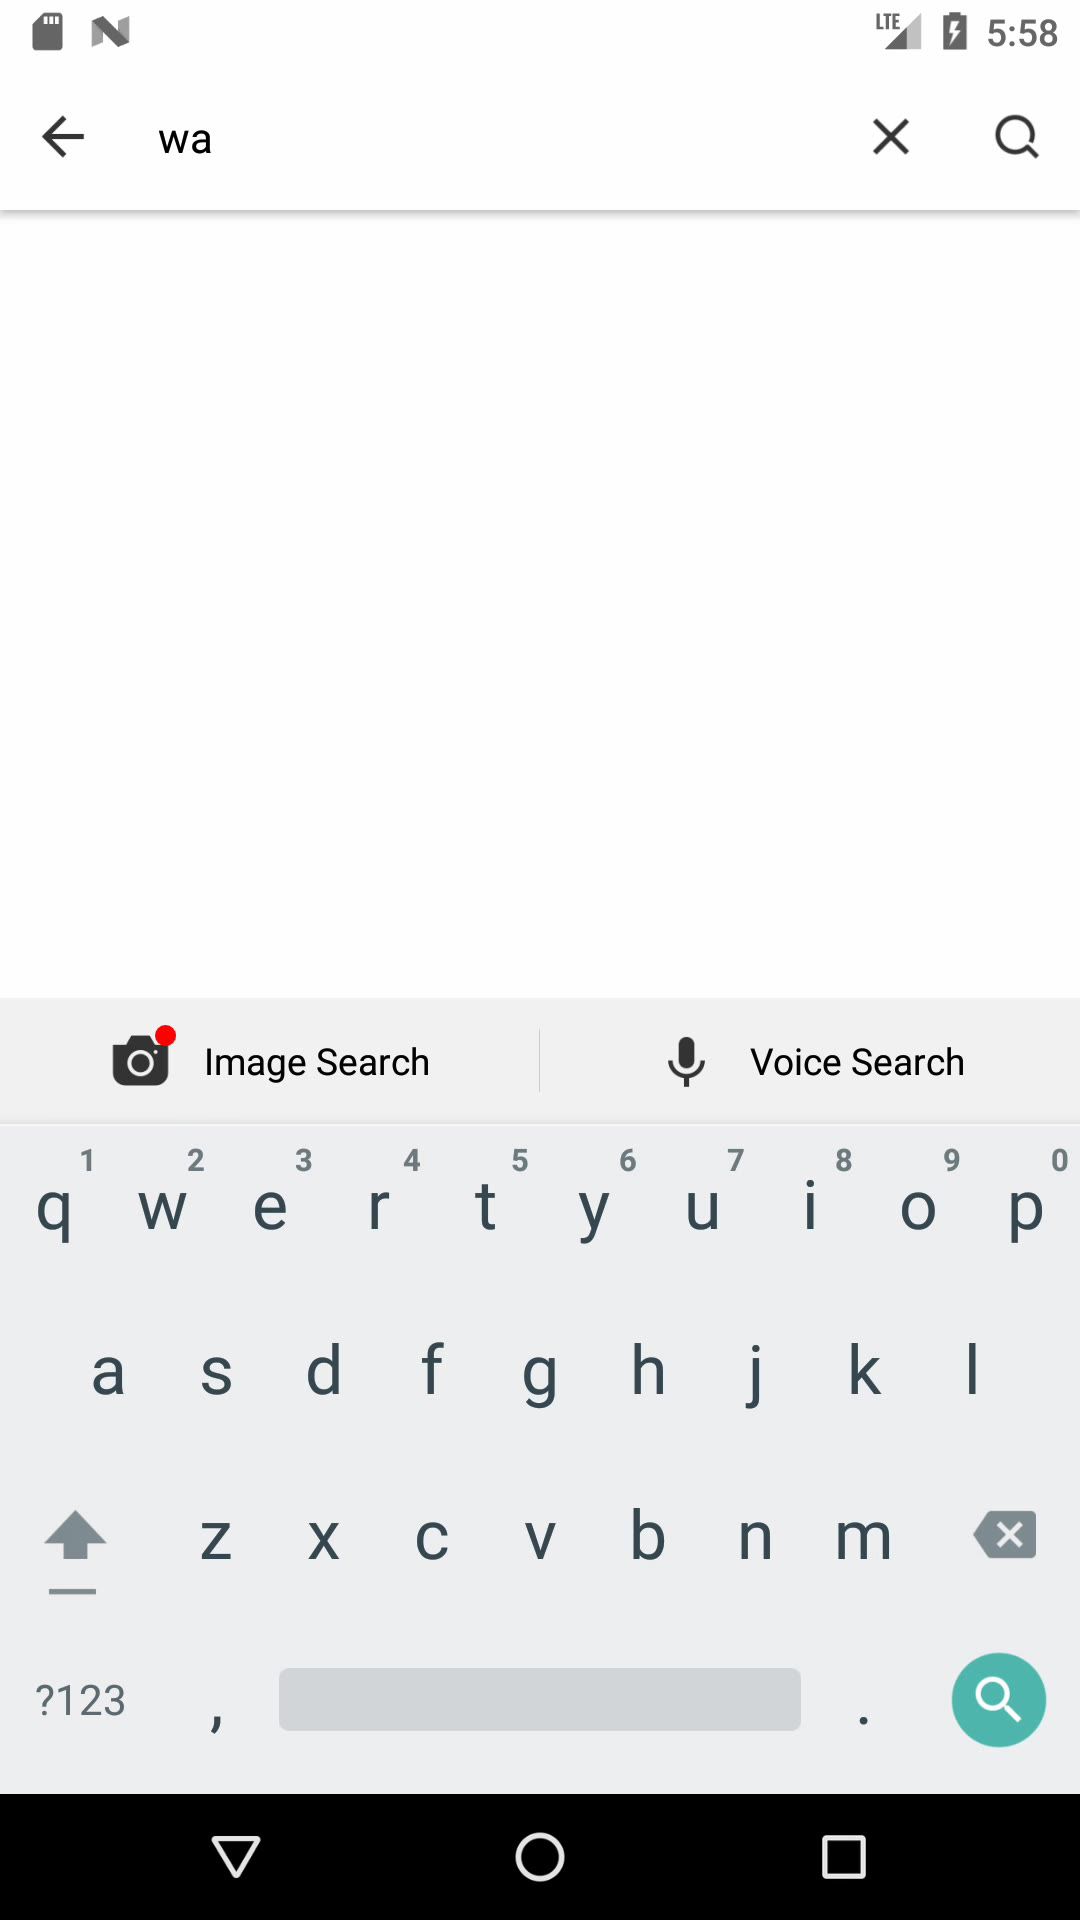 LTE 5:58
wa
Image Search Voice Search
1 2 3 4 5 6 7 8 9 0
q w e r t y u i o p
a s d f g h j k l
z x c v b n m
?123 , .